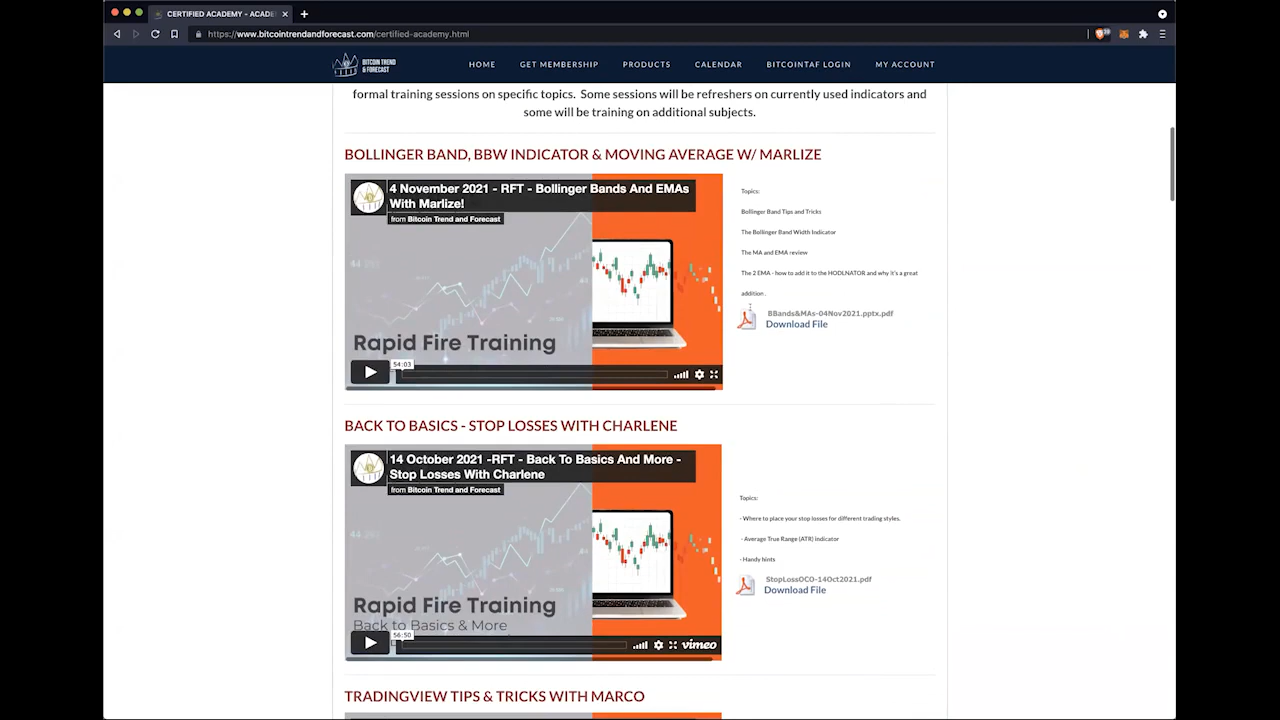 CERTIFIED ACADEMY - ACADE
https://www.bitcointrendandforecast.com/certified-academy.html
BITCOIN TREND
& FORECAST
HOME GET MEMBERSHIP PRODUCTS CALENDAR BITCOINTAF LOGIN MY ACCOUNT
formal training sessions on specific topics. Some sessions will be refreshers on currently used indicators and
some will be training on additional subjects.
BOLLINGER BAND, BBW INDICATOR & MOVING AVERAGE W/ MARLIZE
4 November 2021 - RFT - Bollinger Bands And EMAs
With Marlize!
from Bitcoin Trend and Forecast
Rapid Fire Training
54:03
Topics:
Bollinger Band Tips and Tricks
The Bollinger Band Width Indicator
The MA and EMA review
The 2 EMA - how to add it to the HODLNATOR and why it's a great
addition .
BBands&MAs-04Nov2021.pptx.pdf
Download File
BACK TO BASICS - STOP LOSSES WITH CHARLENE
14 October 2021 -RFT - Back To Basics And More -
Stop Losses With Charlene
from Bitcoin Trend and Forecast
Rapid Fire Training
Back to Basics & More
56:50
vimeo
Topics:
- Where to place your stop losses for different trading styles.
- Average True Range (ATR) indicator
- Handy hints
StopLossOCO-14Oct2021.pdf
Download File
TRADINGVIEW TIPS & TRICKS WITH MARCO